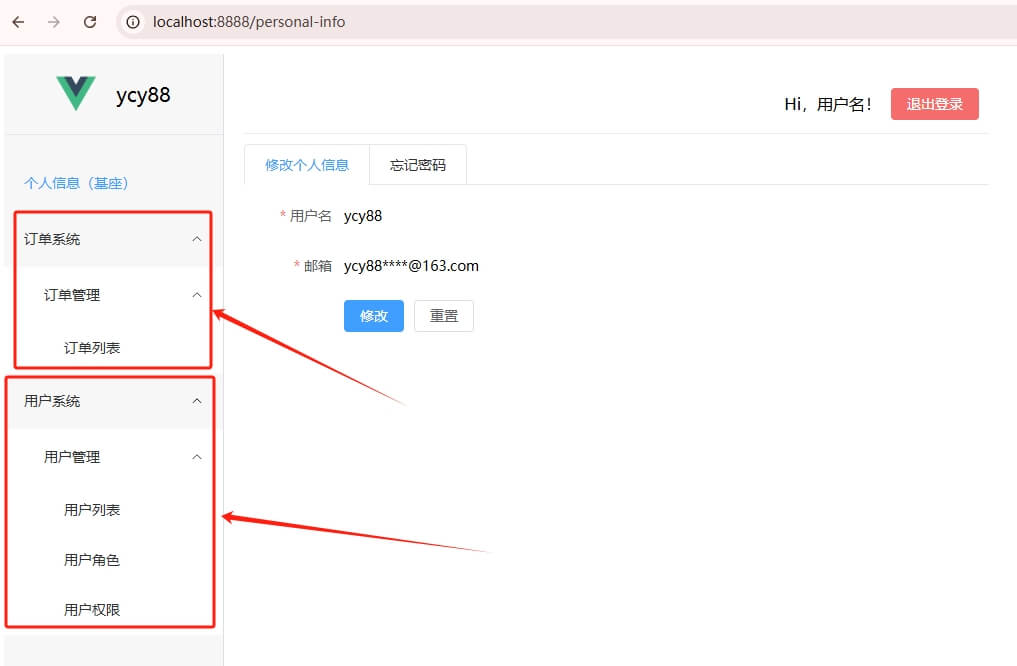 localhost:8888/personal-info
ycy88
Hi，用户名！
退出登录
个人信息（基座）
订单系统
订单管理
订单列表
用户系统
用户管理
用户列表
用户角色
用户权限
修改个人信息
忘记密码
* 用户名 ycy88
* 邮箱 ycy88****@163.com
修改
重置